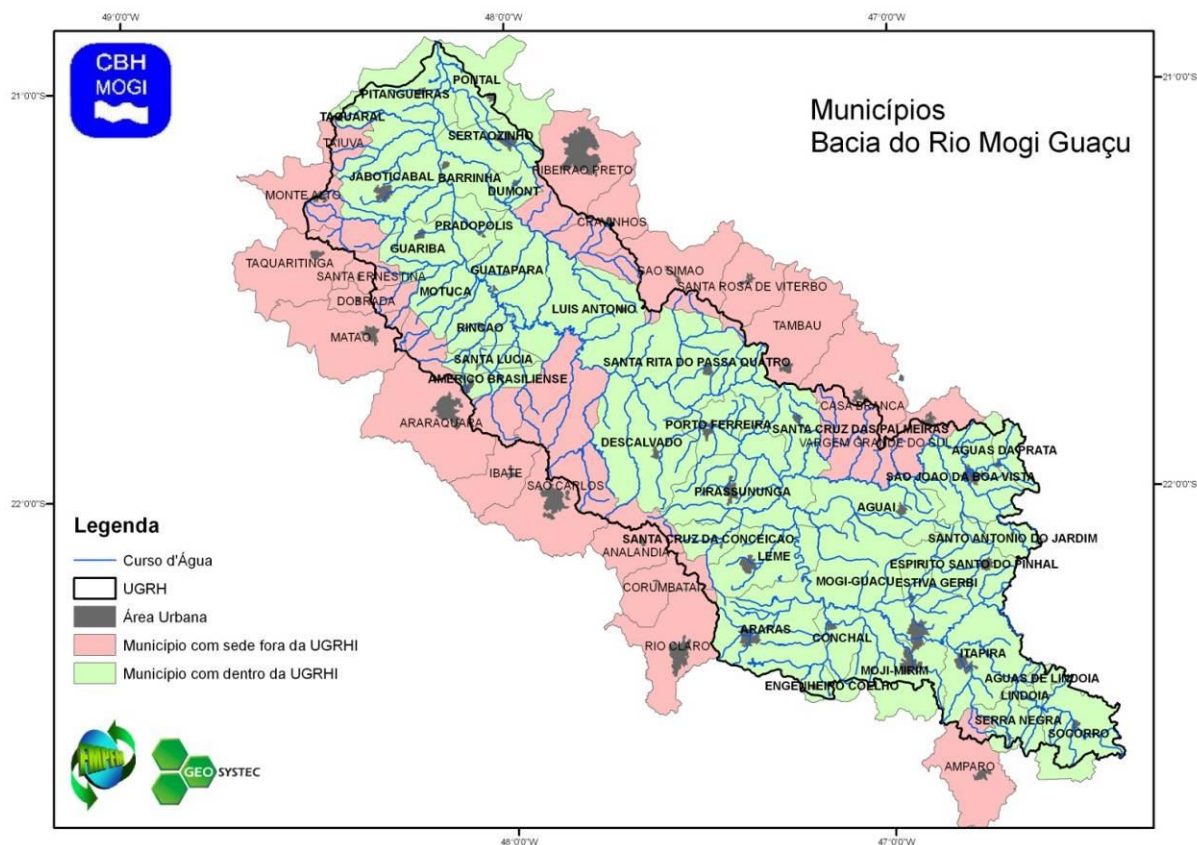 49°0'0"W
48°0'0"W
47°0'0"W
CBH
MOGI
Municípios
Bacia do Rio Mogi Guaçu
21°0'0"S
21°0'0"S
PONTAL
PITANGUEIRAS
TAQUARAL
TAIUVA
SERTAOZINHO
RIBEIRAO PRETO
JABOTICABAL
BARRINHA
DUMONT
MONTE ALTO
CRAVINHOS
PRADOPOLIS
GUARIBA
TAQUARITINGA
SANTA ERNESTINA
GUATAPARA
SAO SIMAO
SANTA ROSA DE VITERBO
DOBRADA
MOTUCA
LUIS ANTONIO
TAMBAU
MATAO
RINCAO
SANTA LUCIA
SANTA RITA DO PASSA QUATRO
AMERICO BRASILIENSE
CASA BRANCA
ARARAQUARA
PORTO FERREIRA
SANTA CRUZ DAS PALMEIRAS
DESCALVADO
VARGEM GRANDE DO SUL
AGUAS DA PRATA
IBATE
SAO CARLOS
SAO JOAO DA BOA VISTA
22°0'0"S
22°0'0"S
PIRASSUNUNGA
AGUAI
SANTA CRUZ DA CONCEICAO
SANTO ANTONIO DO JARDIM
ANALANDIA
LEME
ESPIRITO SANTO DO PINHAL
CORUMBATAI
MOGI-GUACU
ESTIVA GERBI
ARARAS
CONCHAL
RIO CLARO
ITAPIRA
MOJI-MIRIM
AGUAS DE LINDOIA
ENGENHEIRO COELHO
LINDOIA
SERRA NEGRA
SOCORRO
AMPARO
Legenda
Curso d'Água
UGRH
Área Urbana
Município com sede fora da UGRHI
Município com dentro da UGRHI
FMPFM
GEO SYSTEC
48°0'0"W
47°0'0"W